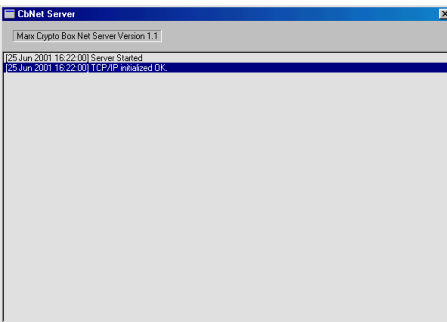 CbNet Server
Marx Crypto Box Net Server Version 1.1
[25 Jun 2001 16:22:00] Server Started
[25 Jun 2001 16:22:00] TCP/IP initialized OK.